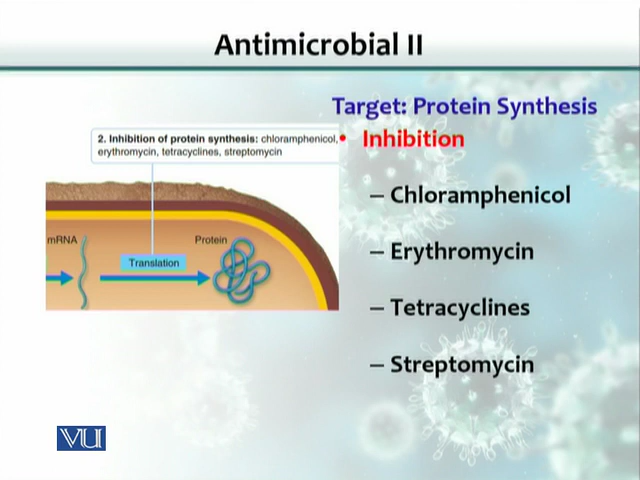 Antimicrobial II
Target: Protein Synthesis
2. Inhibition of protein synthesis: chloramphenicol,
erythromycin, tetracyclines, streptomycin
• Inhibition
– Chloramphenicol
– Erythromycin
– Tetracyclines
– Streptomycin
mRNA
Protein
Translation
VU